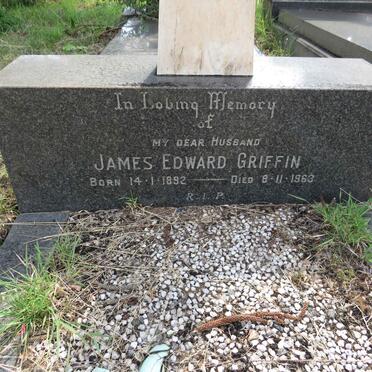 In Loving Memory
of
MY DEAR HUSBAND
JAMES EDWARD GRIFFIN
BORN 14·1·1892 —— DIED 8·11·1963
R.I.P.